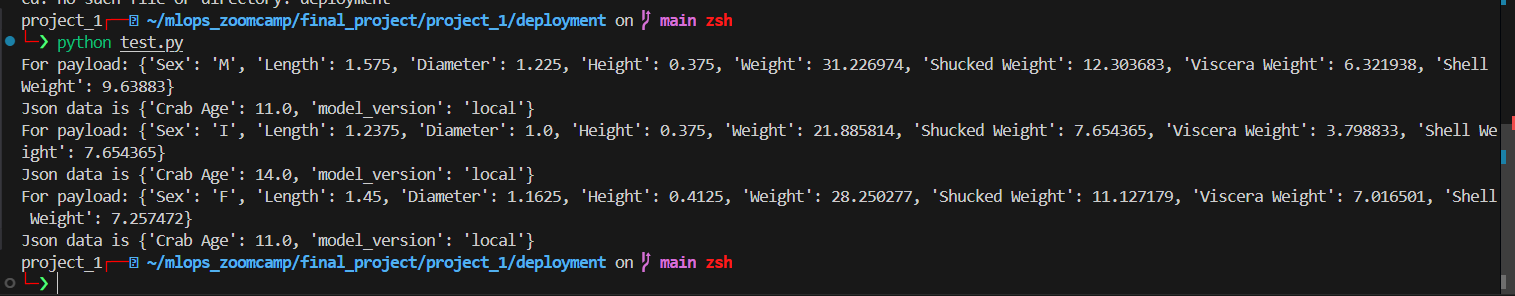 cd: no such file or directory: deployment
project_1 ~/mlops_zoomcamp/final_project/project_1/deployment on main zsh
❯ python test.py
For payload: {'Sex': 'M', 'Length': 1.575, 'Diameter': 1.225, 'Height': 0.375, 'Weight': 31.226974, 'Shucked Weight': 12.303683, 'Viscera Weight': 6.321938, 'Shell
Weight': 9.63883}
Json data is {'Crab Age': 11.0, 'model_version': 'local'}
For payload: {'Sex': 'I', 'Length': 1.2375, 'Diameter': 1.0, 'Height': 0.375, 'Weight': 21.885814, 'Shucked Weight': 7.654365, 'Viscera Weight': 3.798833, 'Shell We
ight': 7.654365}
Json data is {'Crab Age': 14.0, 'model_version': 'local'}
For payload: {'Sex': 'F', 'Length': 1.45, 'Diameter': 1.1625, 'Height': 0.4125, 'Weight': 28.250277, 'Shucked Weight': 11.127179, 'Viscera Weight': 7.016501, 'Shell
Weight': 7.257472}
Json data is {'Crab Age': 11.0, 'model_version': 'local'}
project_1 ~/mlops_zoomcamp/final_project/project_1/deployment on main zsh
❯